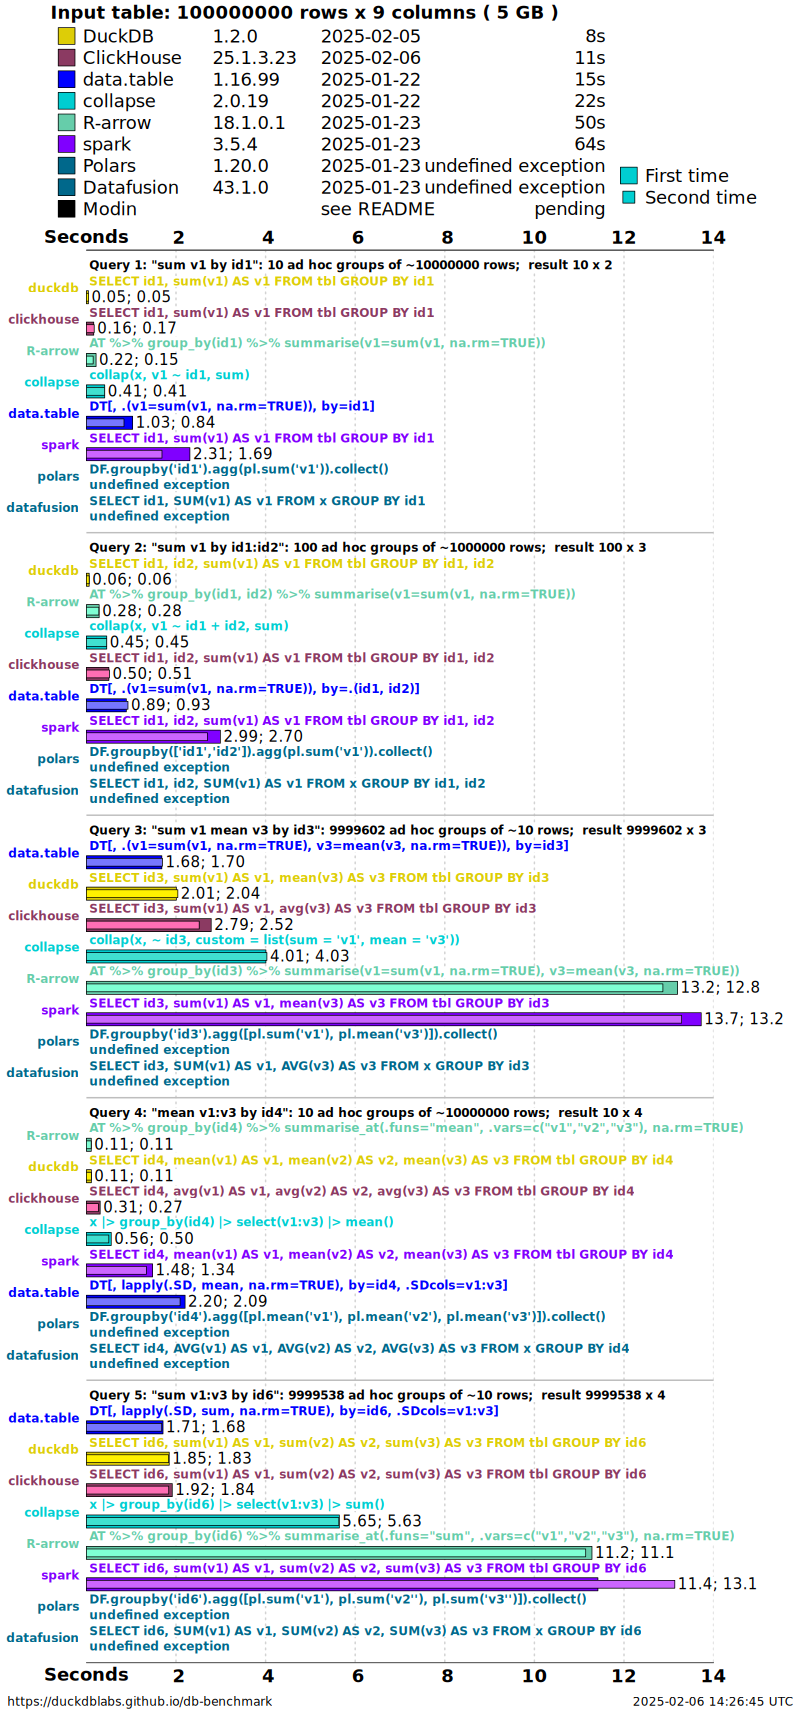 Input table: 100000000 rows x 9 columns ( 5 GB )
DuckDB 1.2.0 2025-02-05 8s
ClickHouse 25.1.3.23 2025-02-06 11s
data.table 1.16.99 2025-01-22 15s
collapse 2.0.19 2025-01-22 22s
R-arrow 18.1.0.1 2025-01-23 50s
spark 3.5.4 2025-01-23 64s
Polars 1.20.0 2025-01-23 undefined exception
Datafusion 43.1.0 2025-01-23 undefined exception
Modin see README pending
First time
Second time
Seconds 2 4 6 8 10 12 14
Query 1: "sum v1 by id1": 10 ad hoc groups of ~10000000 rows; result 10 x 2
duckdb SELECT id1, sum(v1) AS v1 FROM tbl GROUP BY id1
0.05; 0.05
clickhouse SELECT id1, sum(v1) AS v1 FROM tbl GROUP BY id1
0.16; 0.17
R-arrow AT %>% group_by(id1) %>% summarise(v1=sum(v1, na.rm=TRUE))
0.22; 0.15
collapse collap(x, v1 ~ id1, sum)
0.41; 0.41
data.table DT[, .(v1=sum(v1, na.rm=TRUE)), by=id1]
1.03; 0.84
spark SELECT id1, sum(v1) AS v1 FROM tbl GROUP BY id1
2.31; 1.69
polars DF.groupby('id1').agg(pl.sum('v1')).collect()
undefined exception
datafusion SELECT id1, SUM(v1) AS v1 FROM x GROUP BY id1
undefined exception
Query 2: "sum v1 by id1:id2": 100 ad hoc groups of ~1000000 rows; result 100 x 3
duckdb SELECT id1, id2, sum(v1) AS v1 FROM tbl GROUP BY id1, id2
0.06; 0.06
R-arrow AT %>% group_by(id1, id2) %>% summarise(v1=sum(v1, na.rm=TRUE))
0.28; 0.28
collapse collap(x, v1 ~ id1 + id2, sum)
0.45; 0.45
clickhouse SELECT id1, id2, sum(v1) AS v1 FROM tbl GROUP BY id1, id2
0.50; 0.51
data.table DT[, .(v1=sum(v1, na.rm=TRUE)), by=.(id1, id2)]
0.89; 0.93
spark SELECT id1, id2, sum(v1) AS v1 FROM tbl GROUP BY id1, id2
2.99; 2.70
polars DF.groupby(['id1','id2']).agg(pl.sum('v1')).collect()
undefined exception
datafusion SELECT id1, id2, SUM(v1) AS v1 FROM x GROUP BY id1, id2
undefined exception
Query 3: "sum v1 mean v3 by id3": 9999602 ad hoc groups of ~10 rows; result 9999602 x 3
data.table DT[, .(v1=sum(v1, na.rm=TRUE), v3=mean(v3, na.rm=TRUE)), by=id3]
1.68; 1.70
duckdb SELECT id3, sum(v1) AS v1, mean(v3) AS v3 FROM tbl GROUP BY id3
2.01; 2.04
clickhouse SELECT id3, sum(v1) AS v1, avg(v3) AS v3 FROM tbl GROUP BY id3
2.79; 2.52
collapse collap(x, ~ id3, custom = list(sum = 'v1', mean = 'v3'))
4.01; 4.03
R-arrow AT %>% group_by(id3) %>% summarise(v1=sum(v1, na.rm=TRUE), v3=mean(v3, na.rm=TRUE))
13.2; 12.8
spark SELECT id3, sum(v1) AS v1, mean(v3) AS v3 FROM tbl GROUP BY id3
13.7; 13.2
polars DF.groupby('id3').agg([pl.sum('v1'), pl.mean('v3')]).collect()
undefined exception
datafusion SELECT id3, SUM(v1) AS v1, AVG(v3) AS v3 FROM x GROUP BY id3
undefined exception
Query 4: "mean v1:v3 by id4": 10 ad hoc groups of ~10000000 rows; result 10 x 4
R-arrow AT %>% group_by(id4) %>% summarise_at(.funs="mean", .vars=c("v1","v2","v3"), na.rm=TRUE)
0.11; 0.11
duckdb SELECT id4, mean(v1) AS v1, mean(v2) AS v2, mean(v3) AS v3 FROM tbl GROUP BY id4
0.11; 0.11
clickhouse SELECT id4, avg(v1) AS v1, avg(v2) AS v2, avg(v3) AS v3 FROM tbl GROUP BY id4
0.31; 0.27
collapse x |> group_by(id4) |> select(v1:v3) |> mean()
0.56; 0.50
spark SELECT id4, mean(v1) AS v1, mean(v2) AS v2, mean(v3) AS v3 FROM tbl GROUP BY id4
1.48; 1.34
data.table DT[, lapply(.SD, mean, na.rm=TRUE), by=id4, .SDcols=v1:v3]
2.20; 2.09
polars DF.groupby('id4').agg([pl.mean('v1'), pl.mean('v2'), pl.mean('v3')]).collect()
undefined exception
datafusion SELECT id4, AVG(v1) AS v1, AVG(v2) AS v2, AVG(v3) AS v3 FROM x GROUP BY id4
undefined exception
Query 5: "sum v1:v3 by id6": 9999538 ad hoc groups of ~10 rows; result 9999538 x 4
data.table DT[, lapply(.SD, sum, na.rm=TRUE), by=id6, .SDcols=v1:v3]
1.71; 1.68
duckdb SELECT id6, sum(v1) AS v1, sum(v2) AS v2, sum(v3) AS v3 FROM tbl GROUP BY id6
1.85; 1.83
clickhouse SELECT id6, sum(v1) AS v1, sum(v2) AS v2, sum(v3) AS v3 FROM tbl GROUP BY id6
1.92; 1.84
collapse x |> group_by(id6) |> select(v1:v3) |> sum()
5.65; 5.63
R-arrow AT %>% group_by(id6) %>% summarise_at(.funs="sum", .vars=c("v1","v2","v3"), na.rm=TRUE)
11.2; 11.1
spark SELECT id6, sum(v1) AS v1, sum(v2) AS v2, sum(v3) AS v3 FROM tbl GROUP BY id6
11.4; 13.1
polars DF.groupby('id6').agg([pl.sum('v1'), pl.sum('v2''), pl.sum('v3'')]).collect()
undefined exception
datafusion SELECT id6, SUM(v1) AS v1, SUM(v2) AS v2, SUM(v3) AS v3 FROM x GROUP BY id6
undefined exception
Seconds 2 4 6 8 10 12 14
https://duckdblabs.github.io/db-benchmark 2025-02-06 14:26:45 UTC